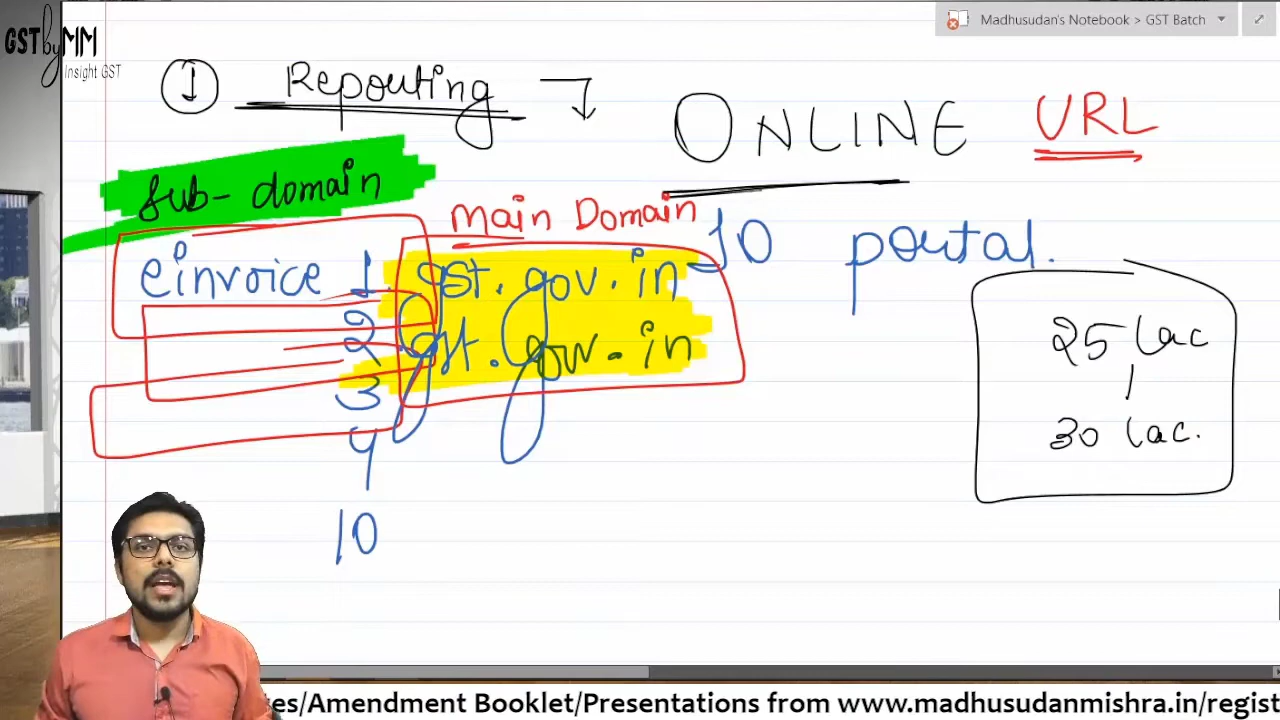 GST by MM
Insight GST
Madhusudan's Notebook > GST Batch
1 Reporting
ONLINE URL
Sub-domain
main Domain
einvoice 1. gst.gov.in 10 portal.
2 gst.gov.in
3
4
10
25 lac
30 lac.
tes/Amendment Booklet/Presentations from www.madhusudanmishra.in/regist